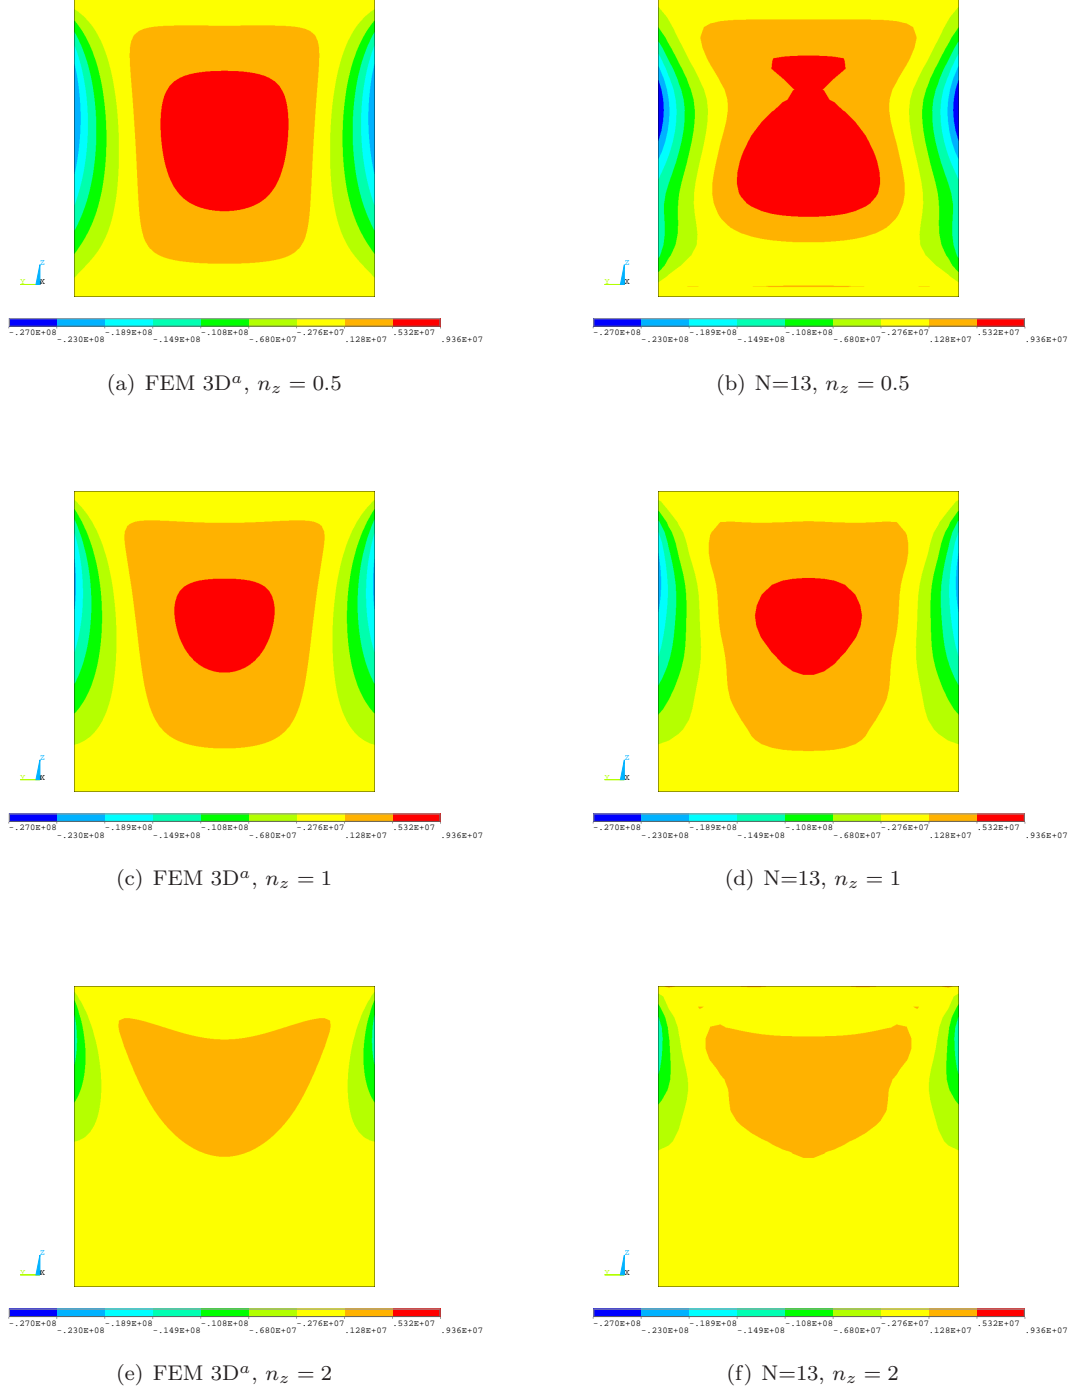 Z Z
Y X Y X
-.270E+08 -.189E+08 -.108E+08 -.276E+07 .532E+07 -.270E+08 -.189E+08 -.108E+08 -.276E+07 .532E+07
-.230E+08 -.149E+08 -.680E+07 .128E+07 .936E+07 -.230E+08 -.149E+08 -.680E+07 .128E+07 .936E+07
(a) FEM 3Dᵃ, n_z = 0.5 (b) N=13, n_z = 0.5
Z Z
Y X Y X
-.270E+08 -.189E+08 -.108E+08 -.276E+07 .532E+07 -.270E+08 -.189E+08 -.108E+08 -.276E+07 .532E+07
-.230E+08 -.149E+08 -.680E+07 .128E+07 .936E+07 -.230E+08 -.149E+08 -.680E+07 .128E+07 .936E+07
(c) FEM 3Dᵃ, n_z = 1 (d) N=13, n_z = 1
Z Z
Y X Y X
-.270E+08 -.189E+08 -.108E+08 -.276E+07 .532E+07 -.270E+08 -.189E+08 -.108E+08 -.276E+07 .532E+07
-.230E+08 -.149E+08 -.680E+07 .128E+07 .936E+07 -.230E+08 -.149E+08 -.680E+07 .128E+07 .936E+07
(e) FEM 3Dᵃ, n_z = 2 (f) N=13, n_z = 2